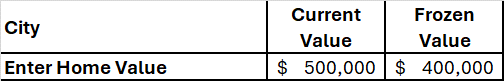 City
Current Value
Frozen Value
Enter Home Value $ 500,000 $ 400,000